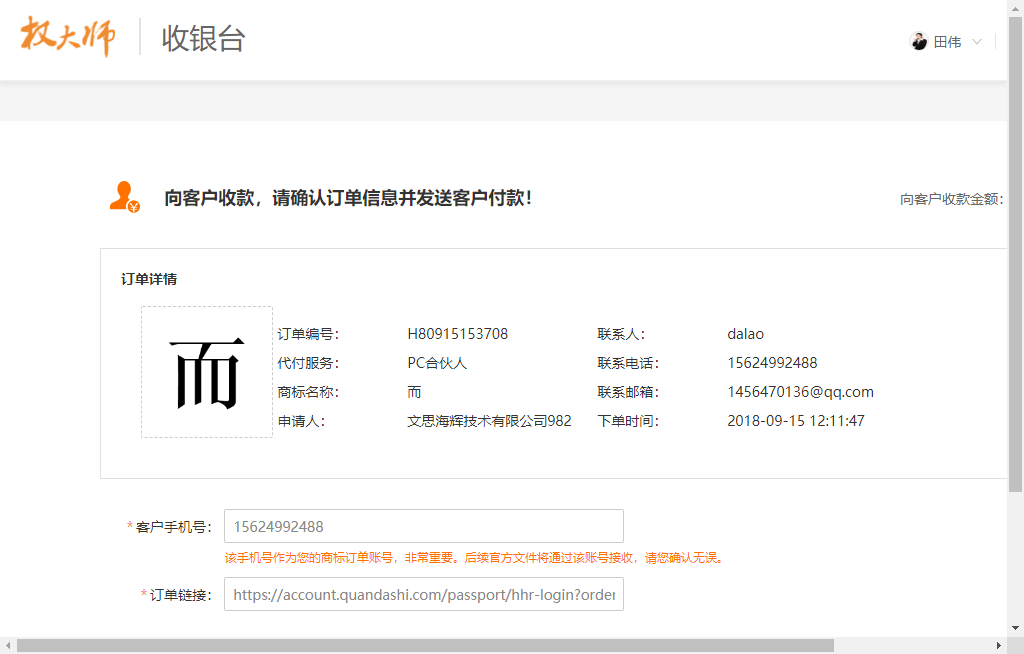 权大师 收银台 田伟
向客户收款，请确认订单信息并发送客户付款！ 向客户收款金额：
订单详情
而
订单编号： H80915153708 联系人： dalao
代付服务： PC合伙人 联系电话： 15624992488
商标名称： 而 联系邮箱： 1456470136@qq.com
申请人： 文思海辉技术有限公司982 下单时间： 2018-09-15 12:11:47
*客户手机号： 15624992488
该手机号作为您的商标订单账号，非常重要。后续官方文件将通过该账号接收，请您确认无误。
*订单链接： https://account.quandashi.com/passport/hhr-login?order